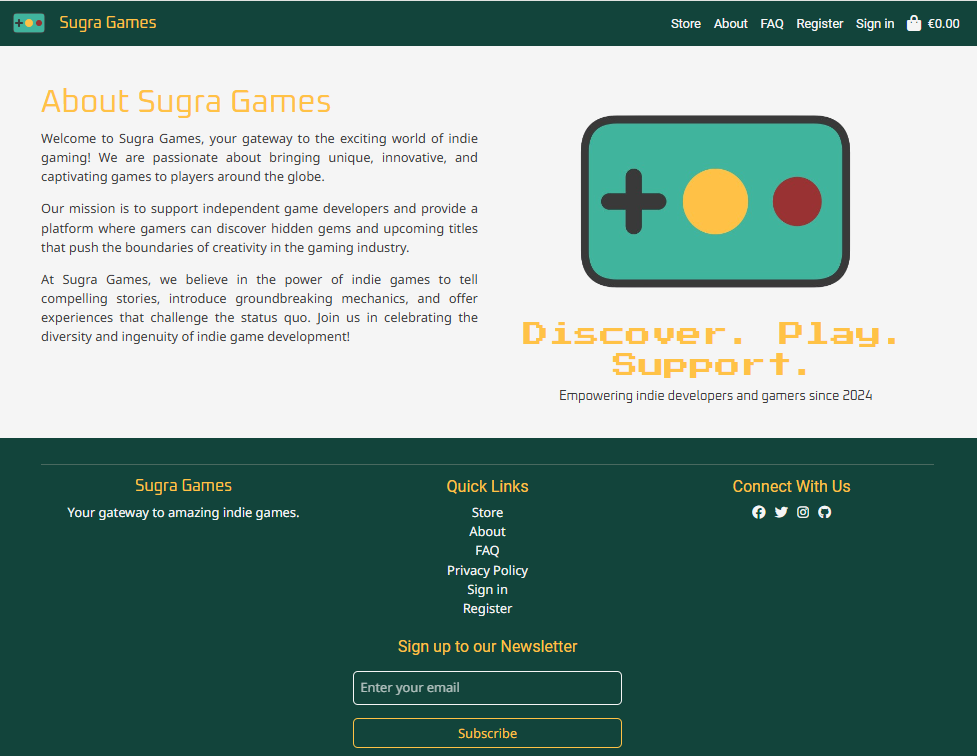 Sugra Games
Store About FAQ Register Sign in €0.00
About Sugra Games
Welcome to Sugra Games, your gateway to the exciting world of indie
gaming! We are passionate about bringing unique, innovative, and
captivating games to players around the globe.
Our mission is to support independent game developers and provide a
platform where gamers can discover hidden gems and upcoming titles
that push the boundaries of creativity in the gaming industry.
At Sugra Games, we believe in the power of indie games to tell
compelling stories, introduce groundbreaking mechanics, and offer
experiences that challenge the status quo. Join us in celebrating the
diversity and ingenuity of indie game development!
Discover. Play.
Support.
Empowering indie developers and gamers since 2024
Sugra Games
Your gateway to amazing indie games.
Quick Links
Store
About
FAQ
Privacy Policy
Sign in
Register
Connect With Us
Sign up to our Newsletter
Enter your email
Subscribe